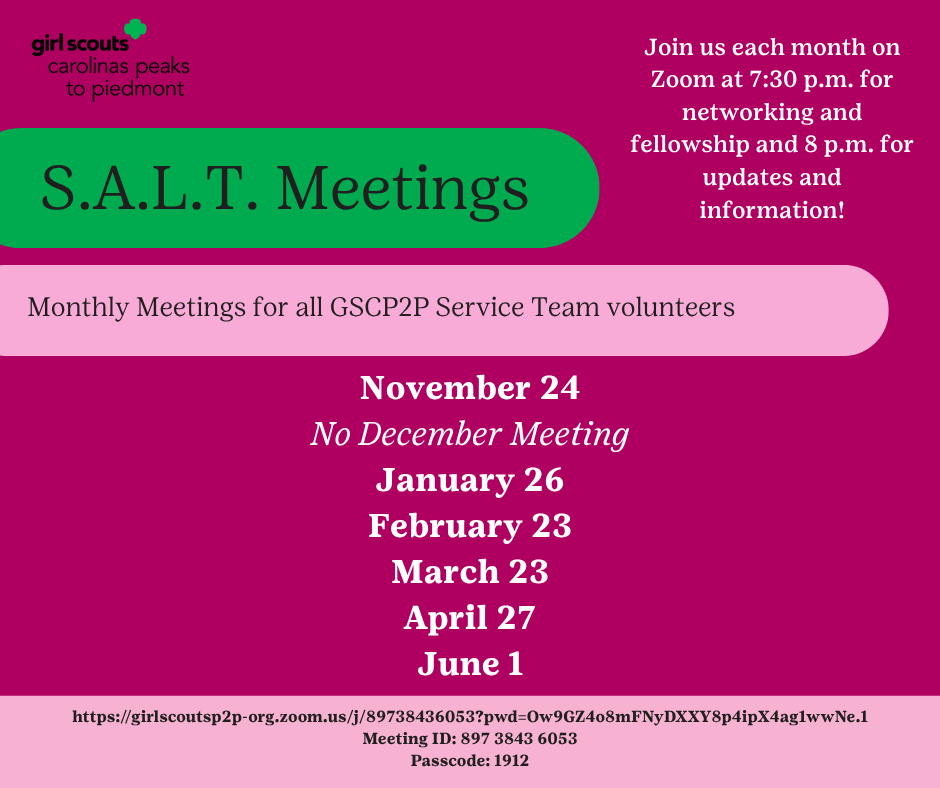 girl scouts
carolinas peaks
to piedmont
Join us each month on
Zoom at 7:30 p.m. for
networking and
fellowship and 8 p.m. for
updates and
information!
S.A.L.T. Meetings
Monthly Meetings for all GSCP2P Service Team volunteers
November 24
No December Meeting
January 26
February 23
March 23
April 27
June 1
https://girlscoutsp2p-org.zoom.us/j/89738436053?pwd=Ow9GZ4o8mFNyDXXY8p4ipX4ag1wwNe.1
Meeting ID: 897 3843 6053
Passcode: 1912